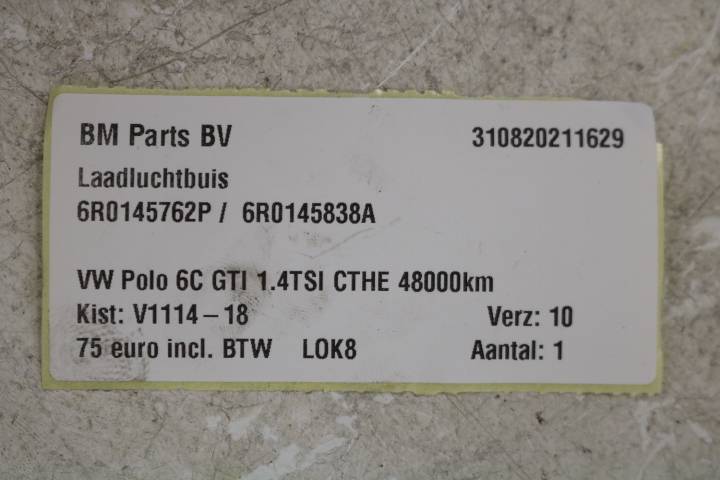 BM Parts BV 310820211629
Laadluchtbuis
6R0145762P / 6R0145838A
VW Polo 6C GTI 1.4TSI CTHE 48000km
Kist: V1114-18 Verz: 10
75 euro incl. BTW LOK8 Aantal: 1